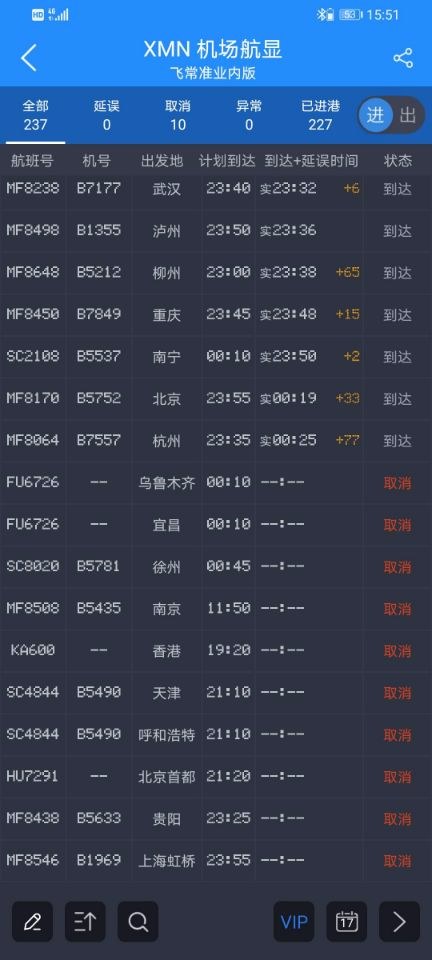 HD 4G 53 15:51
XMN 机场航显
飞常准业内版
全部 延误 取消 异常 已进港 进 出
237 0 10 0 227
航班号 机号 出发地 计划到达 到达+延误时间 状态
MF8238 B7177 武汉 23:40 实23:32 +6 到达
MF8498 B1355 泸州 23:50 实23:36 到达
MF8648 B5212 柳州 23:00 实23:38 +65 到达
MF8450 B7849 重庆 23:45 实23:48 +15 到达
SC2108 B5537 南宁 00:10 实23:50 +2 到达
MF8170 B5752 北京 23:55 实00:19 +33 到达
MF8064 B7557 杭州 23:35 实00:25 +77 到达
FU6726 -- 乌鲁木齐 00:10 --:-- 取消
FU6726 -- 宜昌 00:10 --:-- 取消
SC8020 B5781 徐州 00:45 --:-- 取消
MF8508 B5435 南京 11:50 --:-- 取消
KA600 -- 香港 19:20 --:-- 取消
SC4844 B5490 天津 21:10 --:-- 取消
SC4844 B5490 呼和浩特 21:10 --:-- 取消
HU7291 -- 北京首都 21:20 --:-- 取消
MF8438 B5633 贵阳 23:25 --:-- 取消
MF8546 B1969 上海虹桥 23:55 --:-- 取消
VIP 17